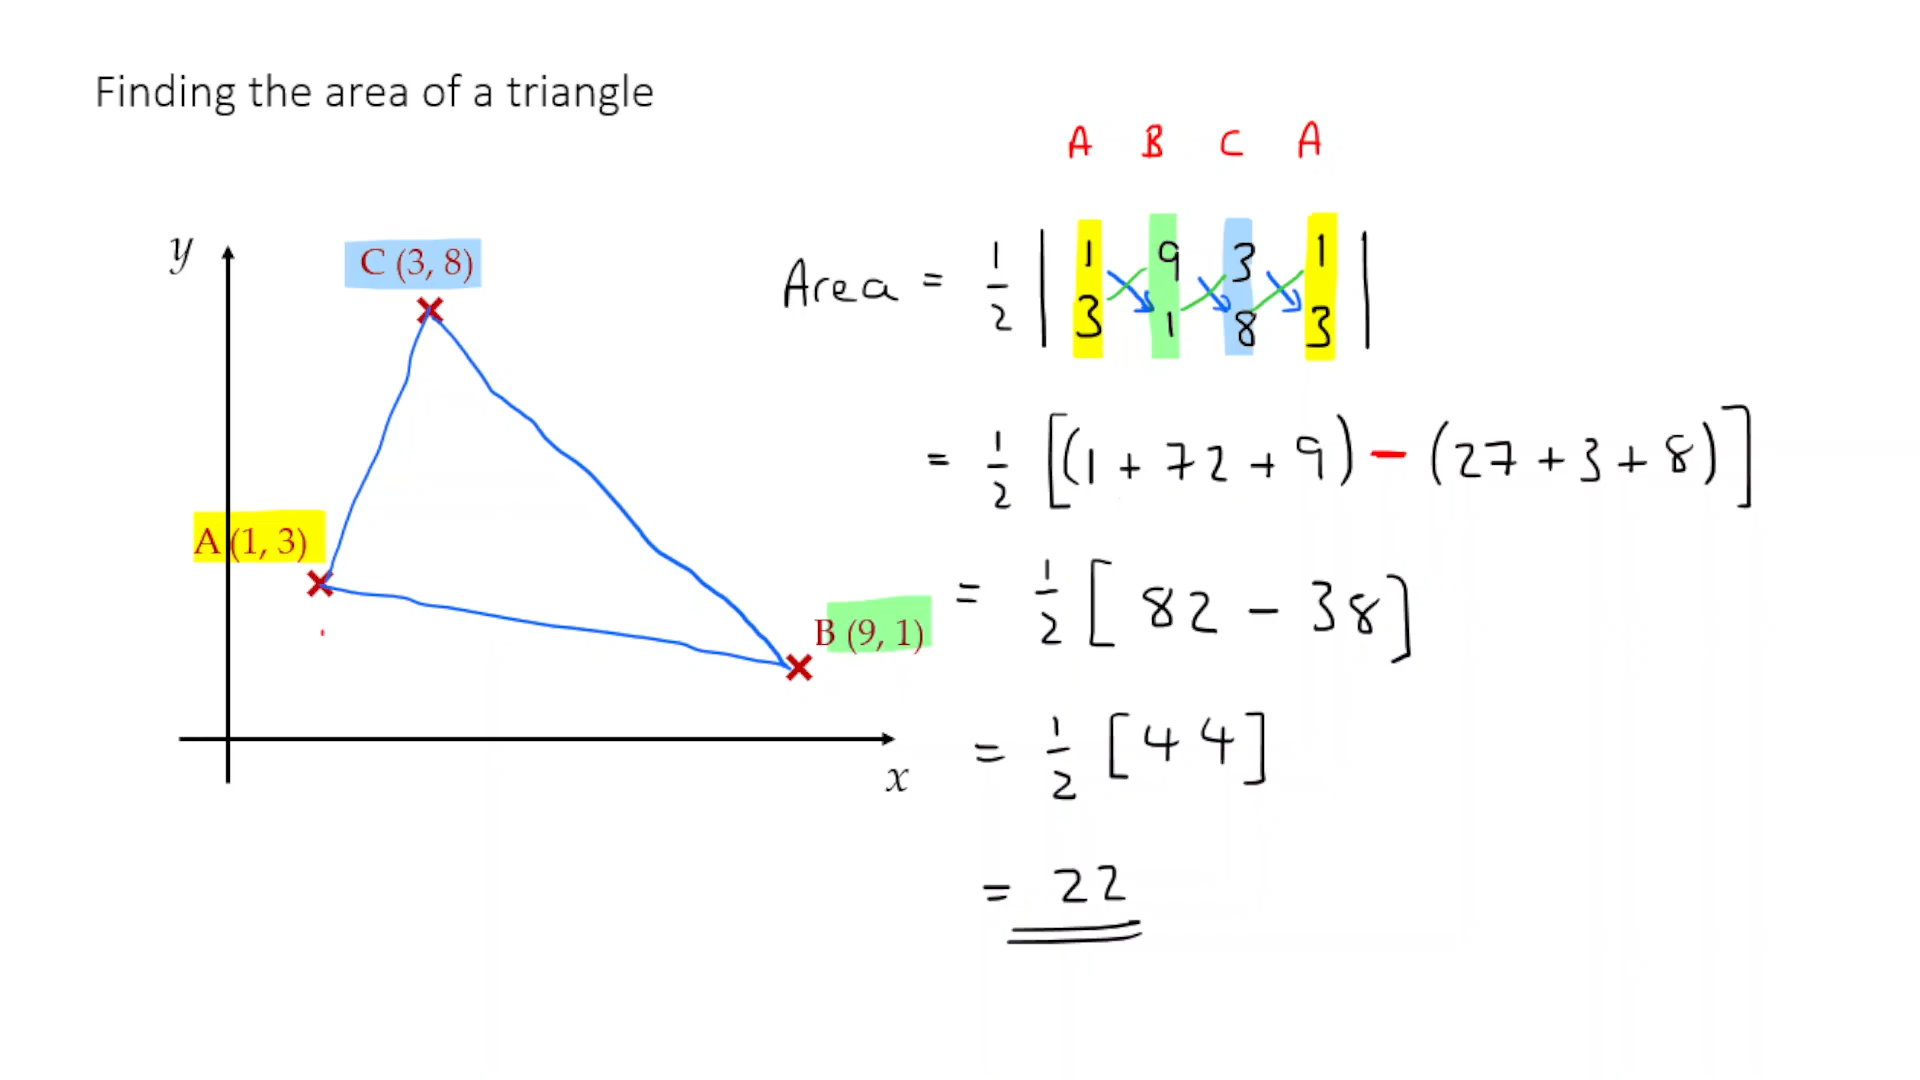 Finding the area of a triangle
A B C A
y
C (3, 8)
Area = 1/2 | 1 9 3 1
3 1 8 3 |
= 1/2 [(1 + 72 + 9) - (27 + 3 + 8)]
A (1, 3)
= 1/2 [ 82 - 38]
B (9, 1)
= 1/2 [44]
x
= 22